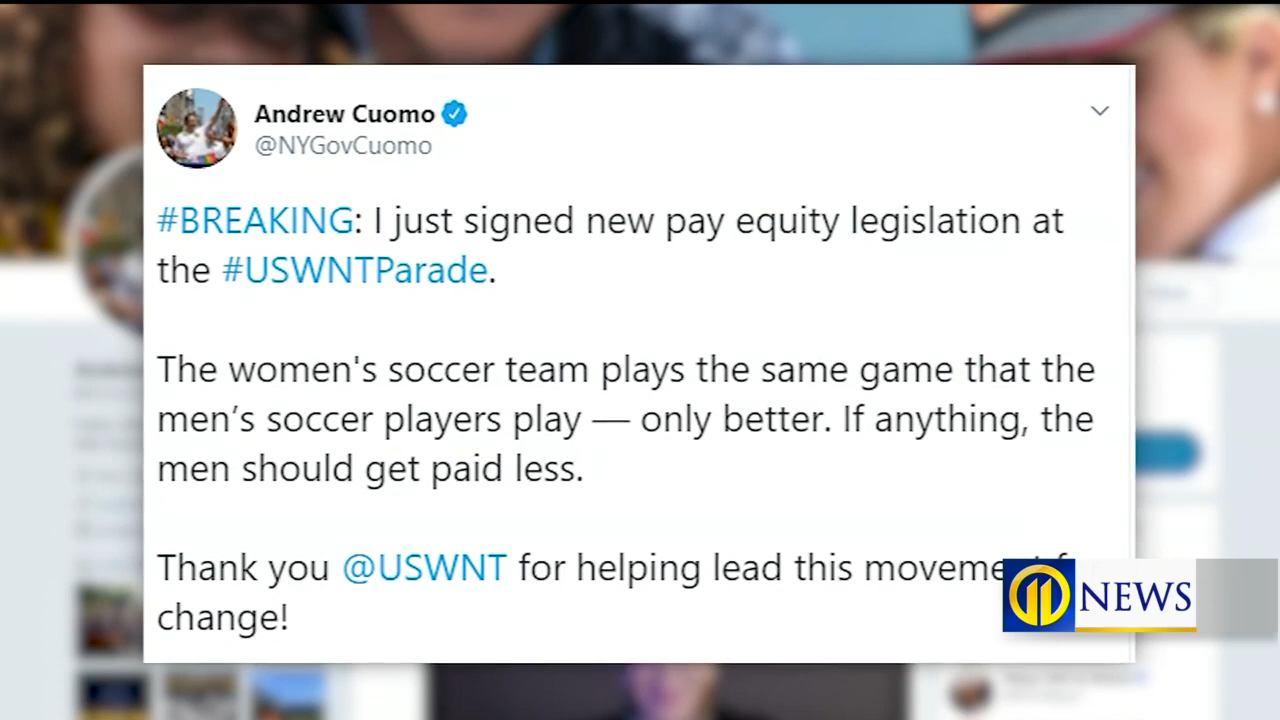 Andrew Cuomo
@NYGovCuomo
#BREAKING: I just signed new pay equity legislation at
the #USWNTParade.
The women's soccer team plays the same game that the
men’s soccer players play — only better. If anything, the
men should get paid less.
Thank you @USWNT for helping lead this
change!
11 NEWS